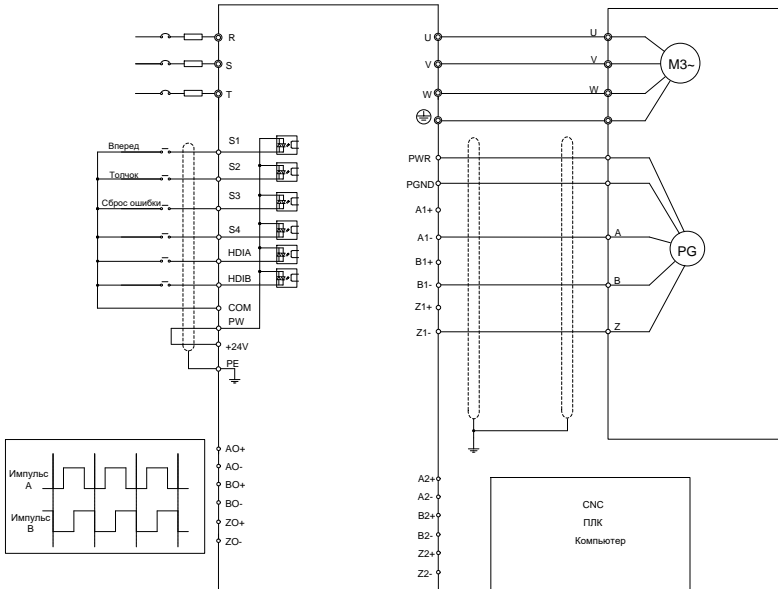 R
S
T
Вперед
Толчок
Сброс ошибки
S1
S2
S3
S4
HDIA
HDIB
COM
PW
+24V
PE
U
V
W
U
V
W
M3~
PWR
PGND
A1+
A1-
B1+
B1-
Z1+
Z1-
A
B
Z
PG
Импульс
A
Импульс
B
AO+
AO-
BO+
BO-
ZO+
ZO-
A2+
A2-
B2+
B2-
Z2+
Z2-
CNC
ПЛК
Компьютер